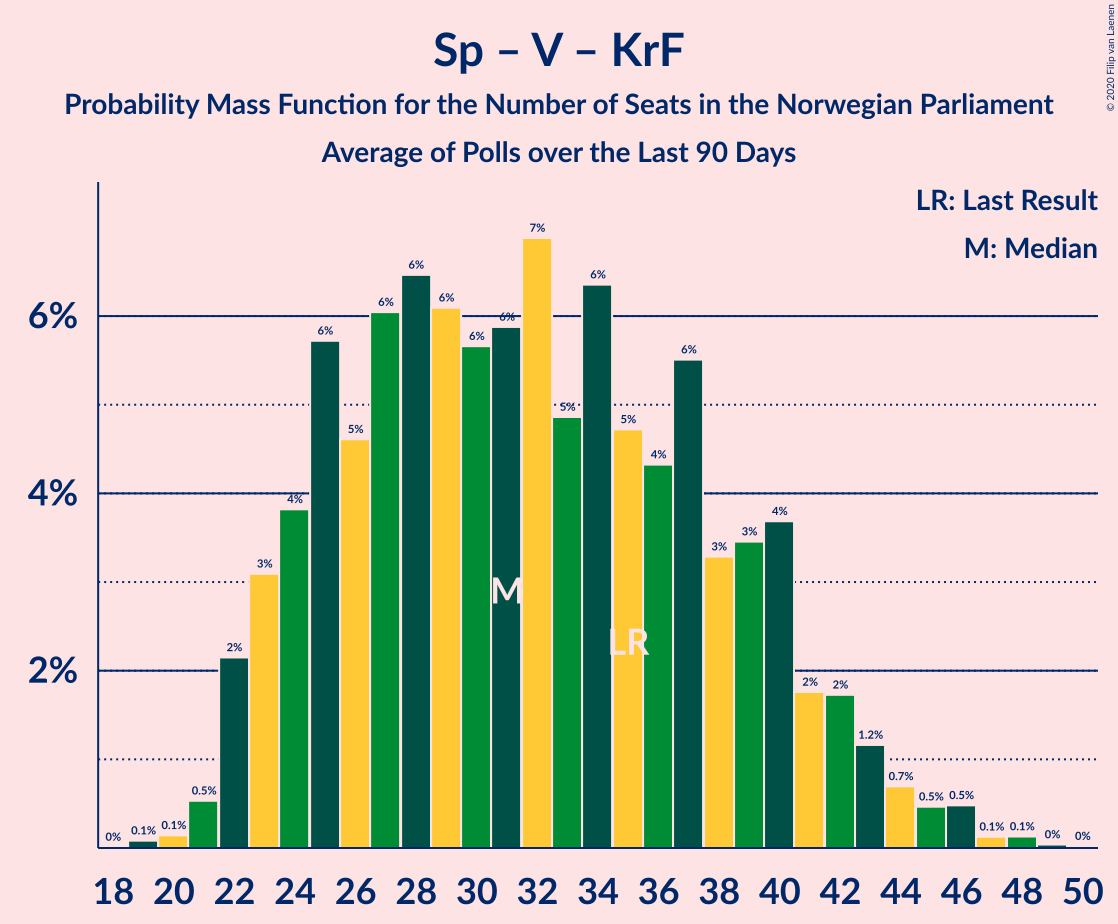 Sp – V – KrF
Probability Mass Function for the Number of Seats in the Norwegian Parliament
Average of Polls over the Last 90 Days
© 2020 Filip van Laenen
LR: Last Result
M: Median
6%
4%
2%
0% 0.1% 0.1% 0.5% 2% 3% 4% 6% 5% 6% 6% 6% 6% 6% 7% 5% 6% 5% 4% 6% 3% 3% 4% 2% 2% 1.2% 0.7% 0.5% 0.5% 0.1% 0.1% 0% 0%
M
LR
18 20 22 24 26 28 30 32 34 36 38 40 42 44 46 48 50